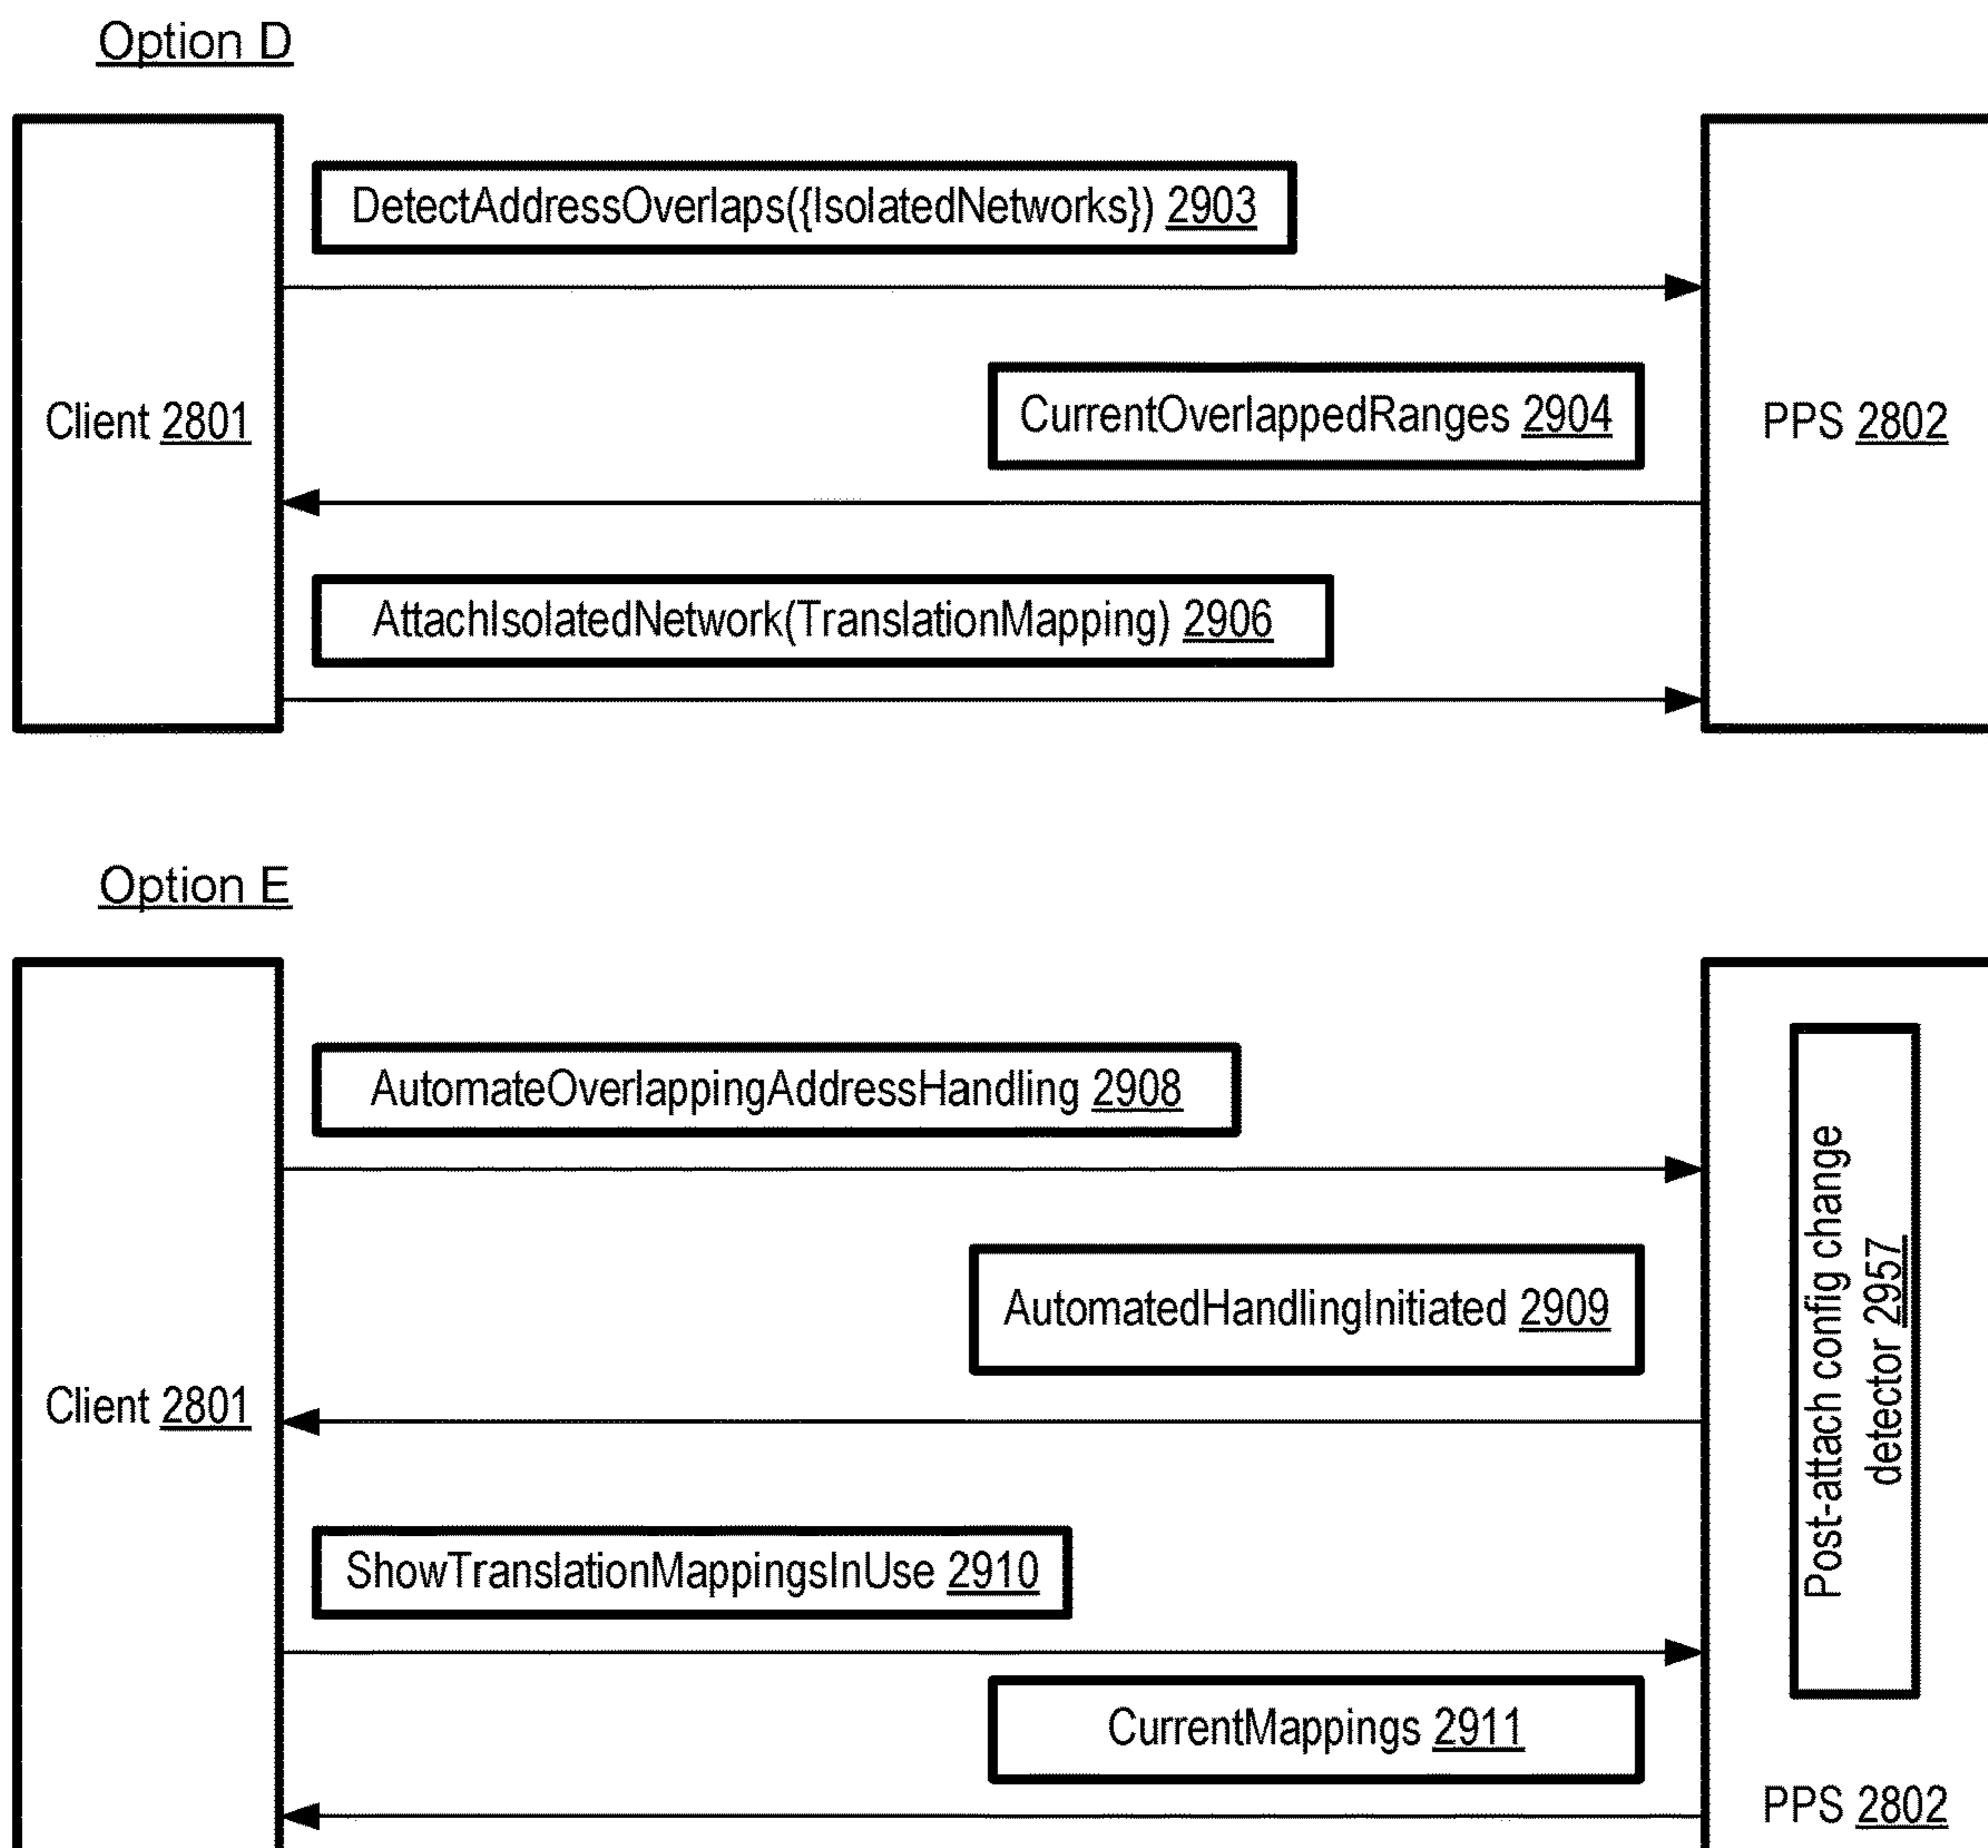 Option D
DetectAddressOverlaps({IsolatedNetworks}) 2903
CurrentOverlappedRanges 2904
Client 2801
PPS 2802
AttachIsolatedNetwork(TranslationMapping) 2906
Option E
AutomateOverlappingAddressHandling 2908
AutomatedHandlingInitiated 2909
Post-attach config change
detector 2957
Client 2801
ShowTranslationMappingsInUse 2910
CurrentMappings 2911
PPS 2802